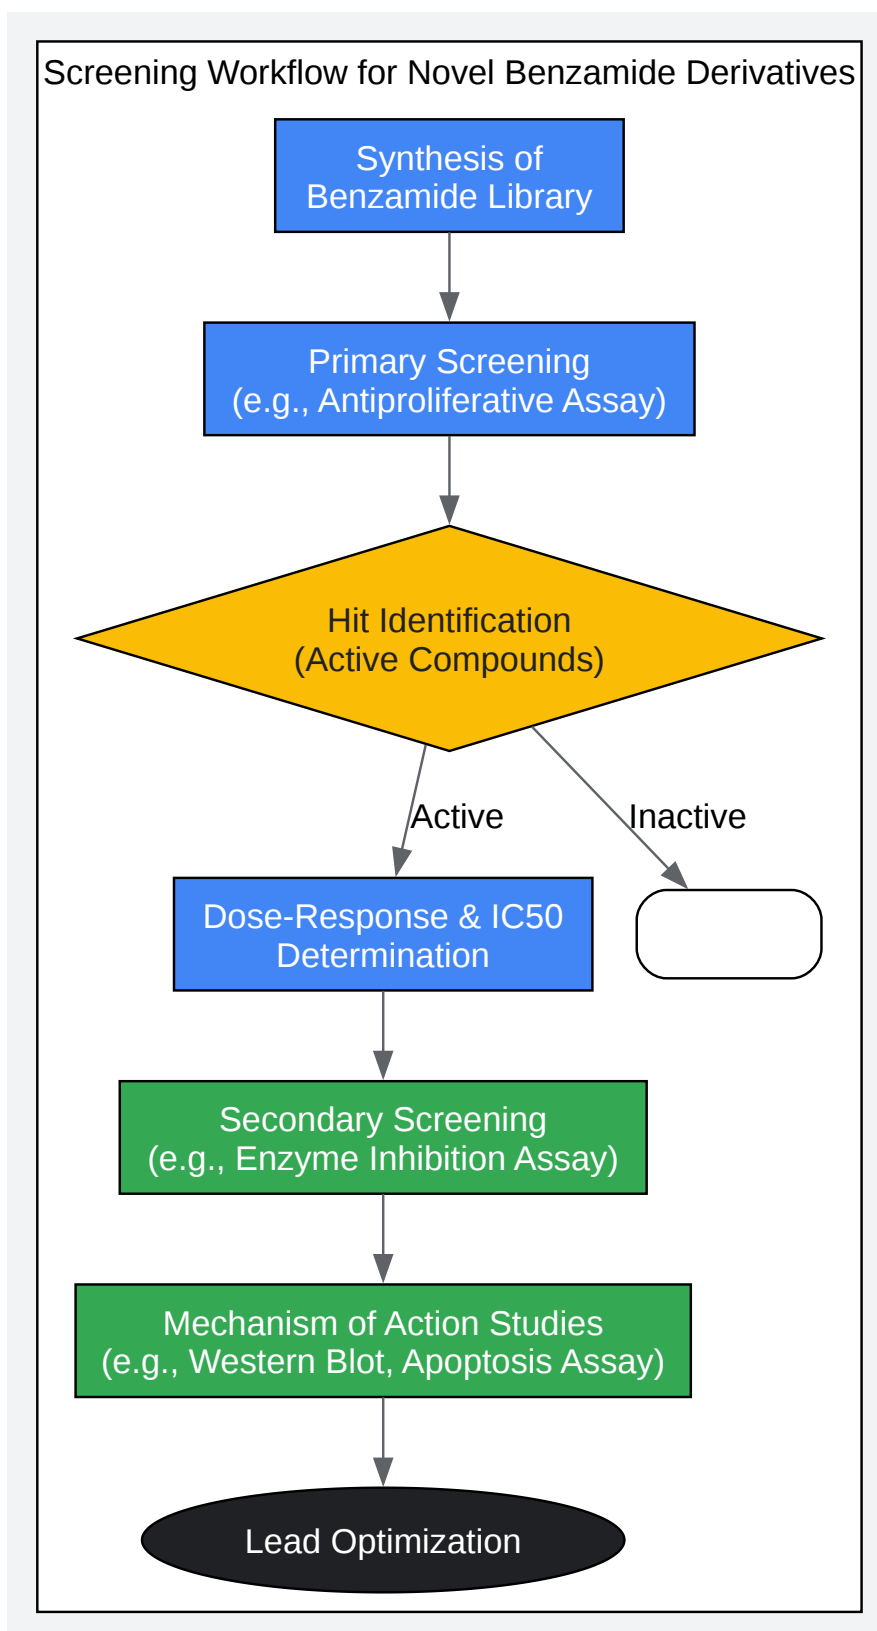 Screening Workflow for Novel Benzamide Derivatives
Synthesis of
Benzamide Library
Primary Screening
(e.g., Antiproliferative Assay)
Hit Identification
(Active Compounds)
Active
Inactive
Dose-Response & IC50
Determination
Secondary Screening
(e.g., Enzyme Inhibition Assay)
Mechanism of Action Studies
(e.g., Western Blot, Apoptosis Assay)
Lead Optimization